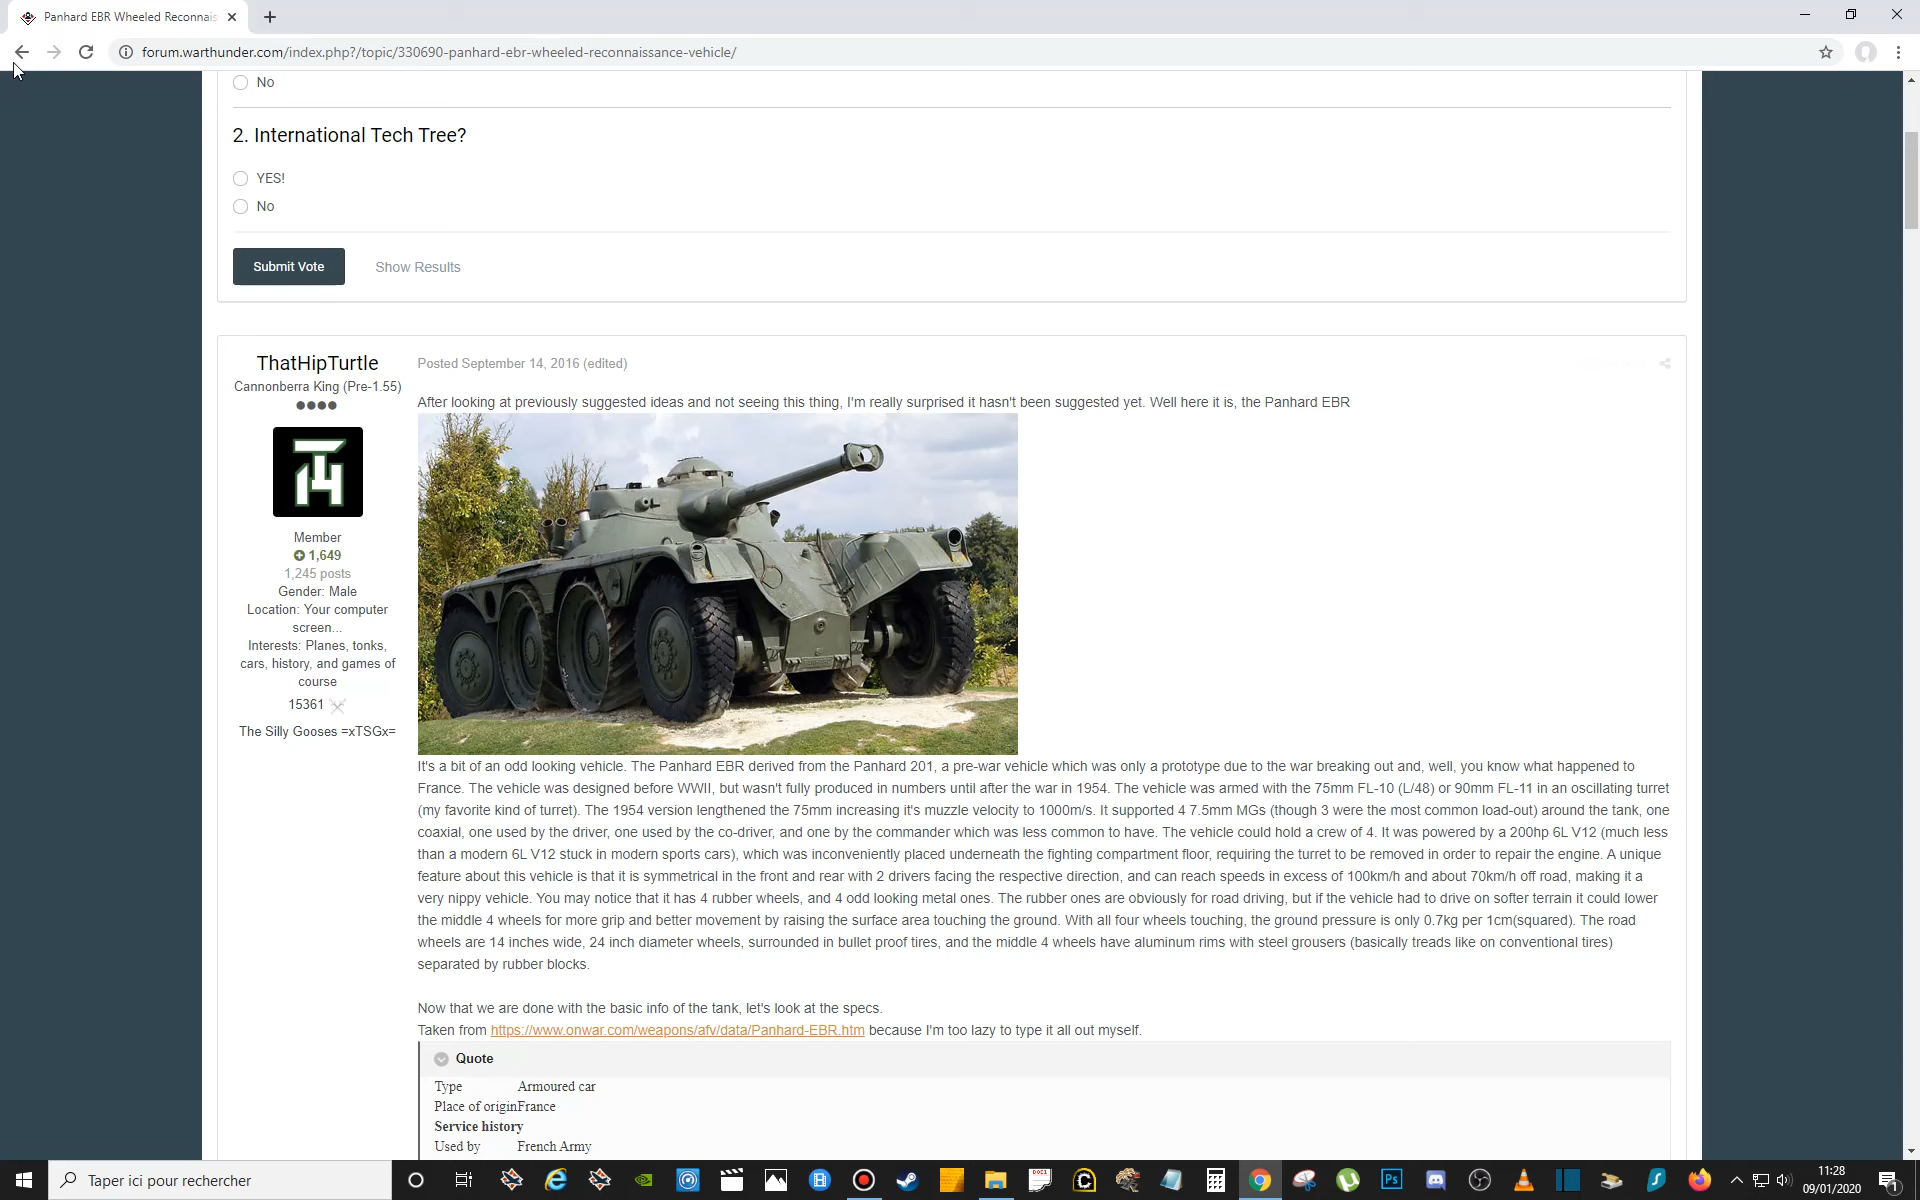 Panhard EBR Wheeled Reconnais
forum.warthunder.com/index.php?/topic/330690-panhard-ebr-wheeled-reconnaissance-vehicle/
No
2. International Tech Tree?
YES!
No
Submit Vote
Show Results
ThatHipTurtle
Cannonberra King (Pre-1.55)
T14
Member
1,649
1,245 posts
Gender: Male
Location: Your computer
screen...
Interests: Planes, tonks,
cars, history, and games of
course
15361
The Silly Gooses =xTSGx=
Posted September 14, 2016 (edited)
After looking at previously suggested ideas and not seeing this thing, I'm really surprised it hasn't been suggested yet. Well here it is, the Panhard EBR
It's a bit of an odd looking vehicle. The Panhard EBR derived from the Panhard 201, a pre-war vehicle which was only a prototype due to the war breaking out and, well, you know what happened to
France. The vehicle was designed before WWII, but wasn't fully produced in numbers until after the war in 1954. The vehicle was armed with the 75mm FL-10 (L/48) or 90mm FL-11 in an oscillating turret
(my favorite kind of turret). The 1954 version lengthened the 75mm increasing it's muzzle velocity to 1000m/s. It supported 4 7.5mm MGs (though 3 were the most common load-out) around the tank, one
coaxial, one used by the driver, one used by the co-driver, and one by the commander which was less common to have. The vehicle could hold a crew of 4. It was powered by a 200hp 6L V12 (much less
than a modern 6L V12 stuck in modern sports cars), which was inconveniently placed underneath the fighting compartment floor, requiring the turret to be removed in order to repair the engine. A unique
feature about this vehicle is that it is symmetrical in the front and rear with 2 drivers facing the respective direction, and can reach speeds in excess of 100km/h and about 70km/h off road, making it a
very nippy vehicle. You may notice that it has 4 rubber wheels, and 4 odd looking metal ones. The rubber ones are obviously for road driving, but if the vehicle had to drive on softer terrain it could lower
the middle 4 wheels for more grip and better movement by raising the surface area touching the ground. With all four wheels touching, the ground pressure is only 0.7kg per 1cm(squared). The road
wheels are 14 inches wide, 24 inch diameter wheels, surrounded in bullet proof tires, and the middle 4 wheels have aluminum rims with steel grousers (basically treads like on conventional tires)
separated by rubber blocks.
Now that we are done with the basic info of the tank, let's look at the specs.
Taken from https://www.onwar.com/weapons/afv/data/Panhard-EBR.htm because I'm too lazy to type it all out myself.
Quote
Type Armoured car
Place of origin France
Service history
Used by French Army
Taper ici pour rechercher
DOC1
Ps
11:28
09/01/2020
1